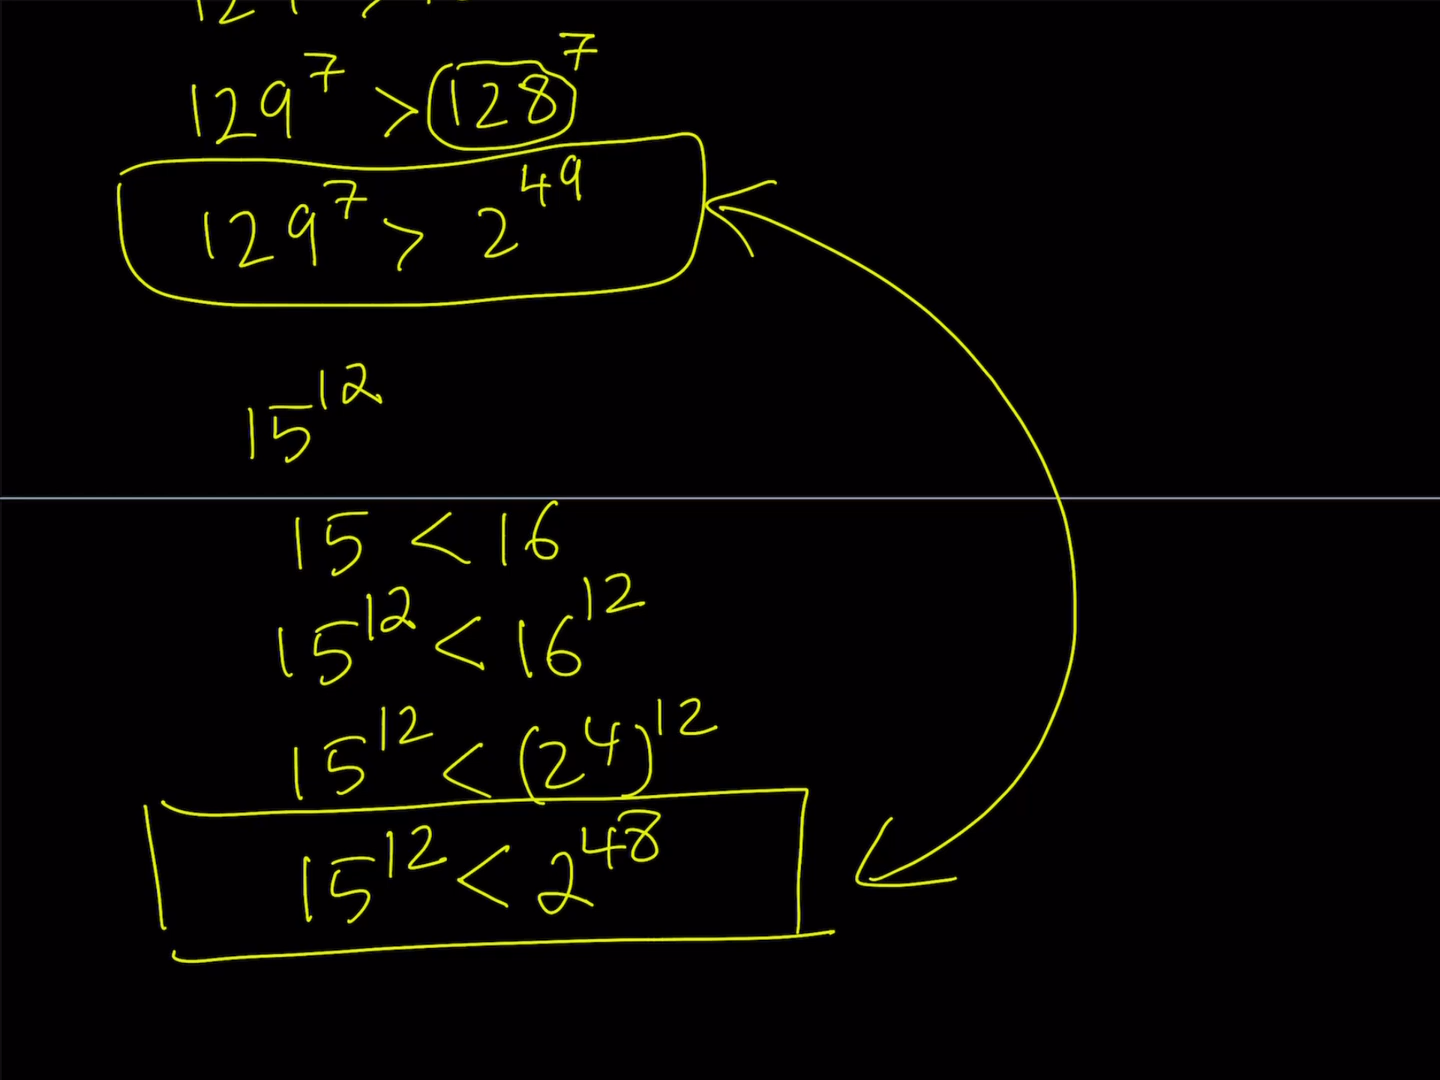 129^7 > 128^7
129^7 > 2^49
15^12
15 < 16
15^12 < 16^12
15^12 < (2^4)^12
15^12 < 2^48